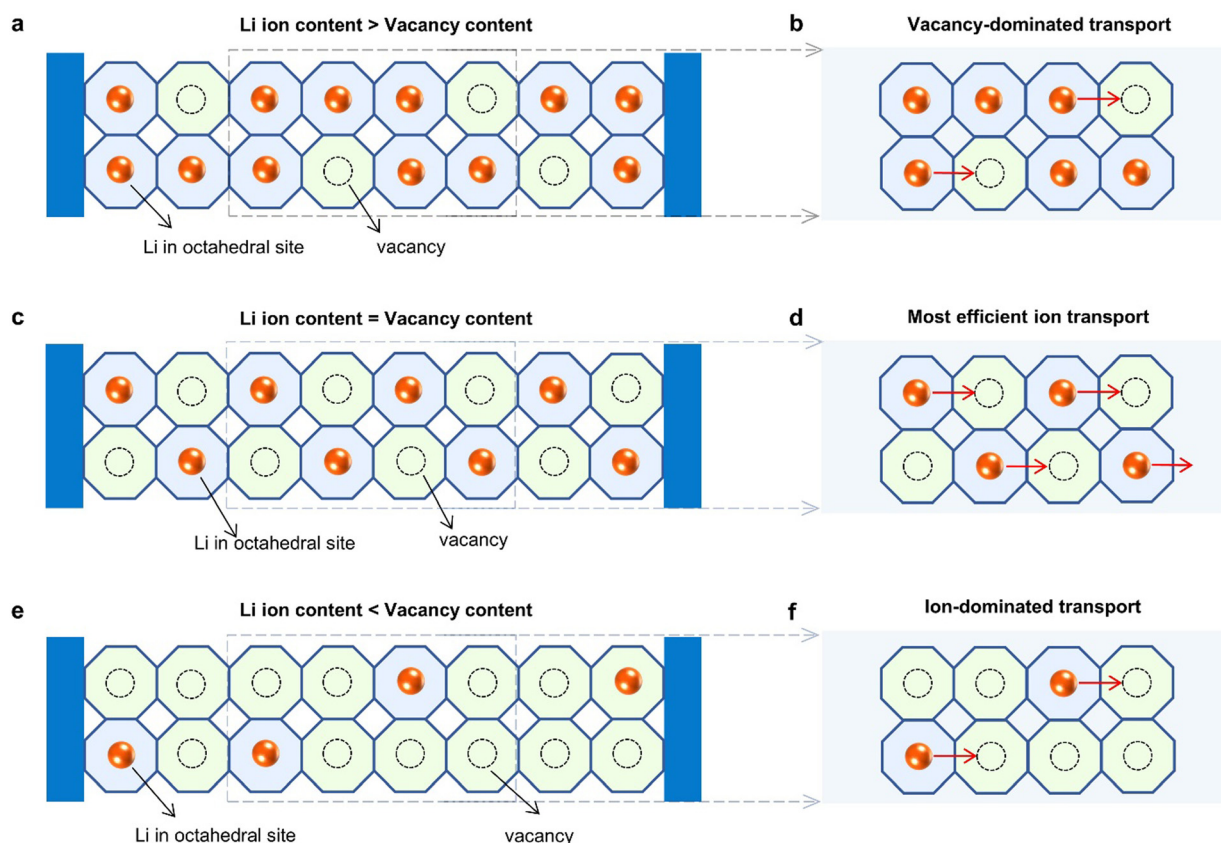 a
Li ion content > Vacancy content
b
Vacancy-dominated transport
Li in octahedral site
vacancy
c
Li ion content = Vacancy content
d
Most efficient ion transport
Li in octahedral site
vacancy
e
Li ion content < Vacancy content
f
Ion-dominated transport
Li in octahedral site
vacancy